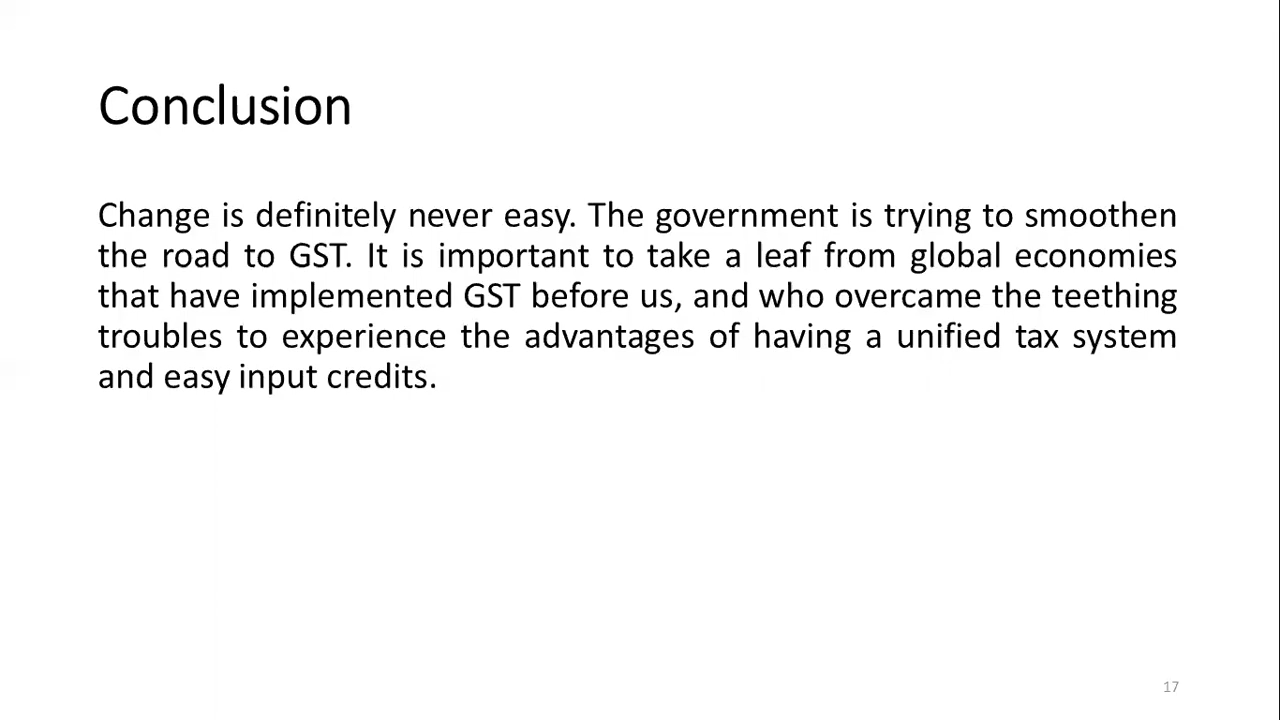 Conclusion
Change is definitely never easy. The government is trying to smoothen
the road to GST. It is important to take a leaf from global economies
that have implemented GST before us, and who overcame the teething
troubles to experience the advantages of having a unified tax system
and easy input credits.
17